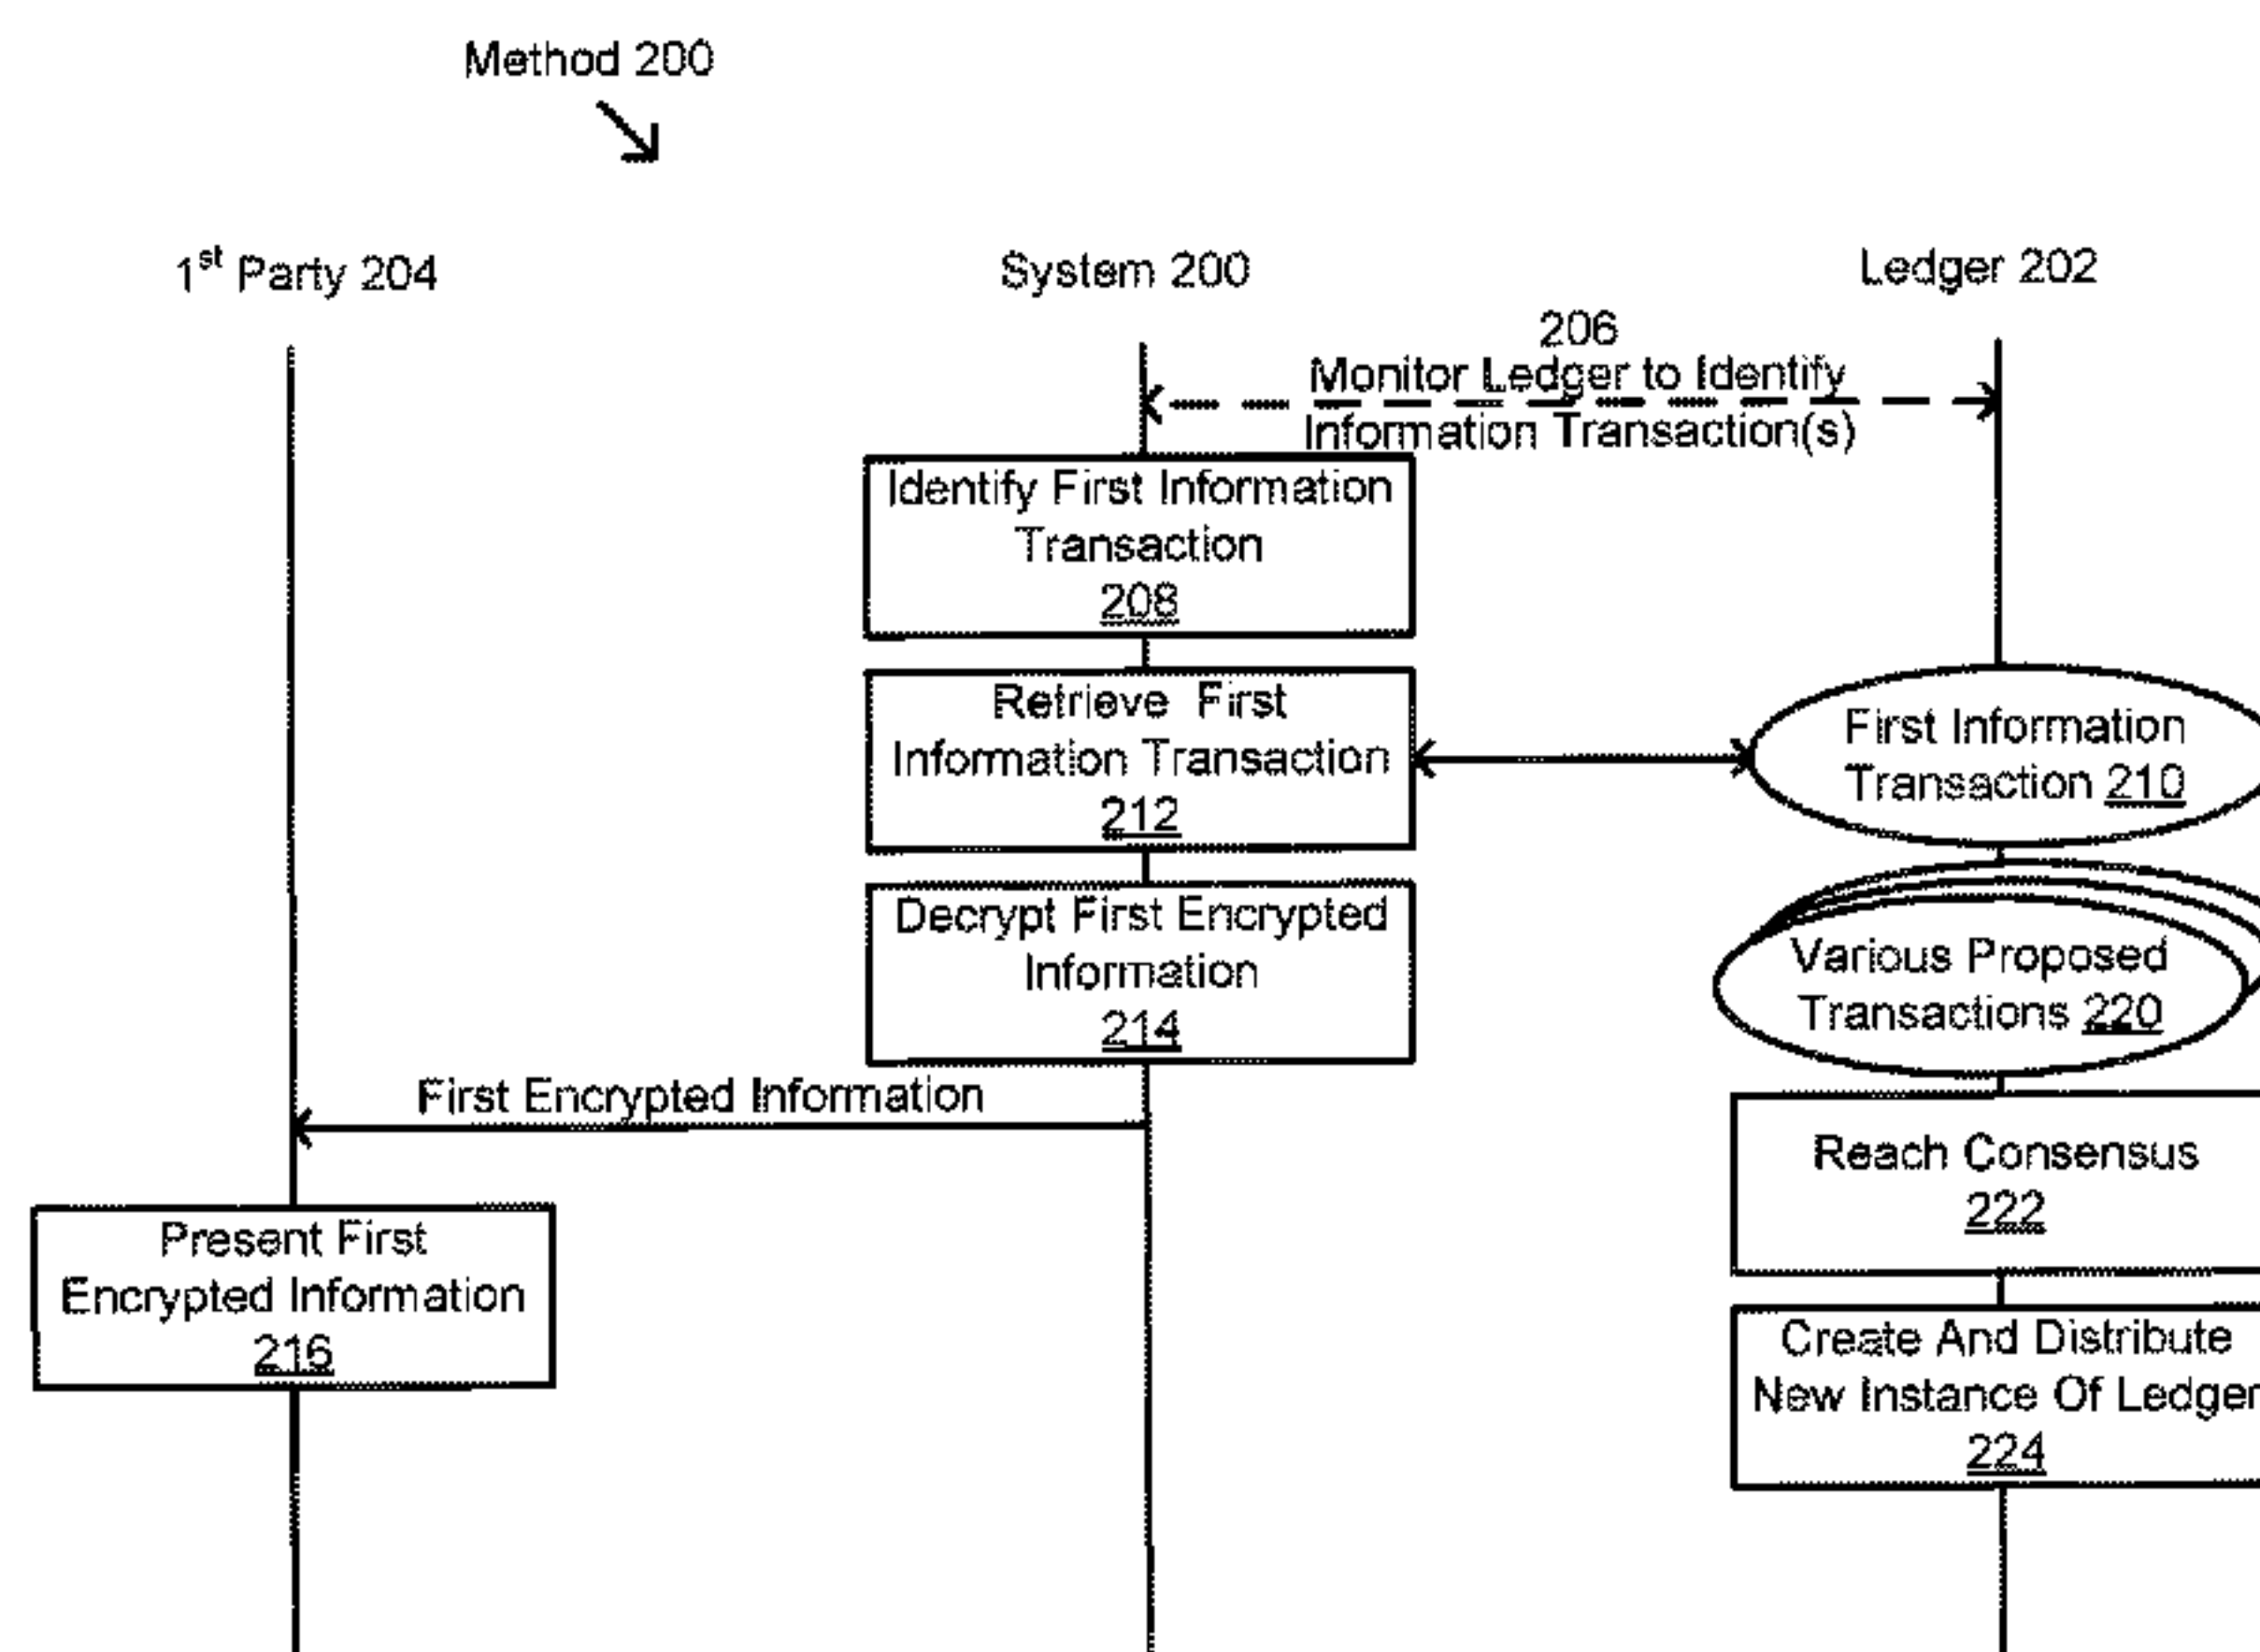 Method 200
1st Party 204
System 200
Ledger 202
206
Monitor Ledger to Identify
Information Transaction(s)
Identify First Information
Transaction
208
Retrieve First
Information Transaction
212
First Information
Transaction 210
Decrypt First Encrypted
Information
214
Various Proposed
Transactions 220
First Encrypted Information
Reach Consensus
222
Present First
Encrypted Information
216
Create And Distribute
New Instance Of Ledger
224